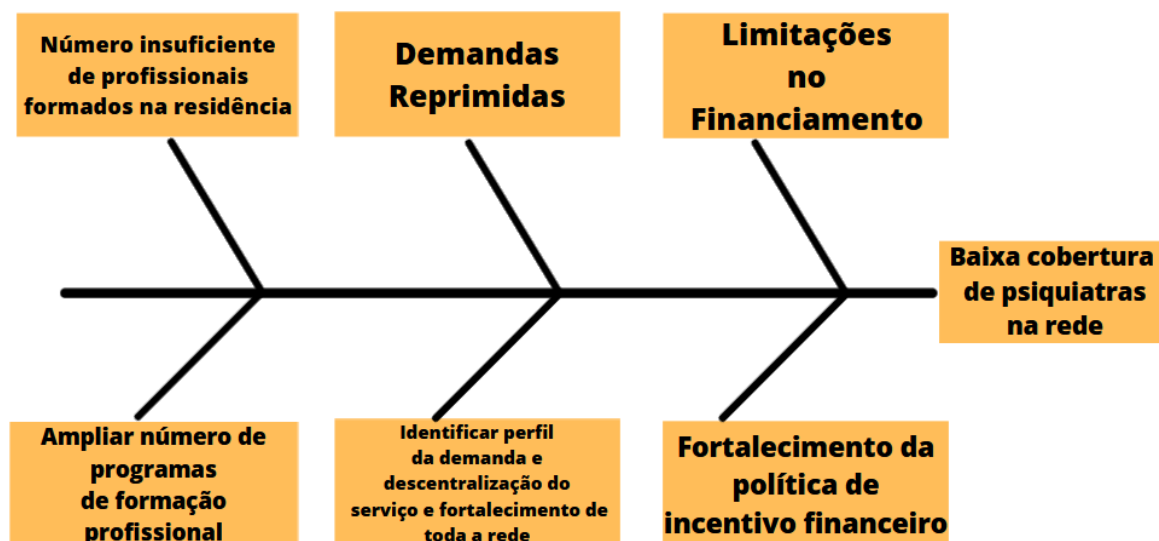 Número insuficiente
de profissionais
formados na residência
Demandas
Reprimidas
Limitações
no
Financiamento
Baixa cobertura
de psiquiatras
na rede
Ampliar número de
programas
de formação
profissional
Identificar perfil
da demanda e
descentralização do
serviço e fortalecimento de
toda a rede
Fortalecimento da
política de
incentivo financeiro